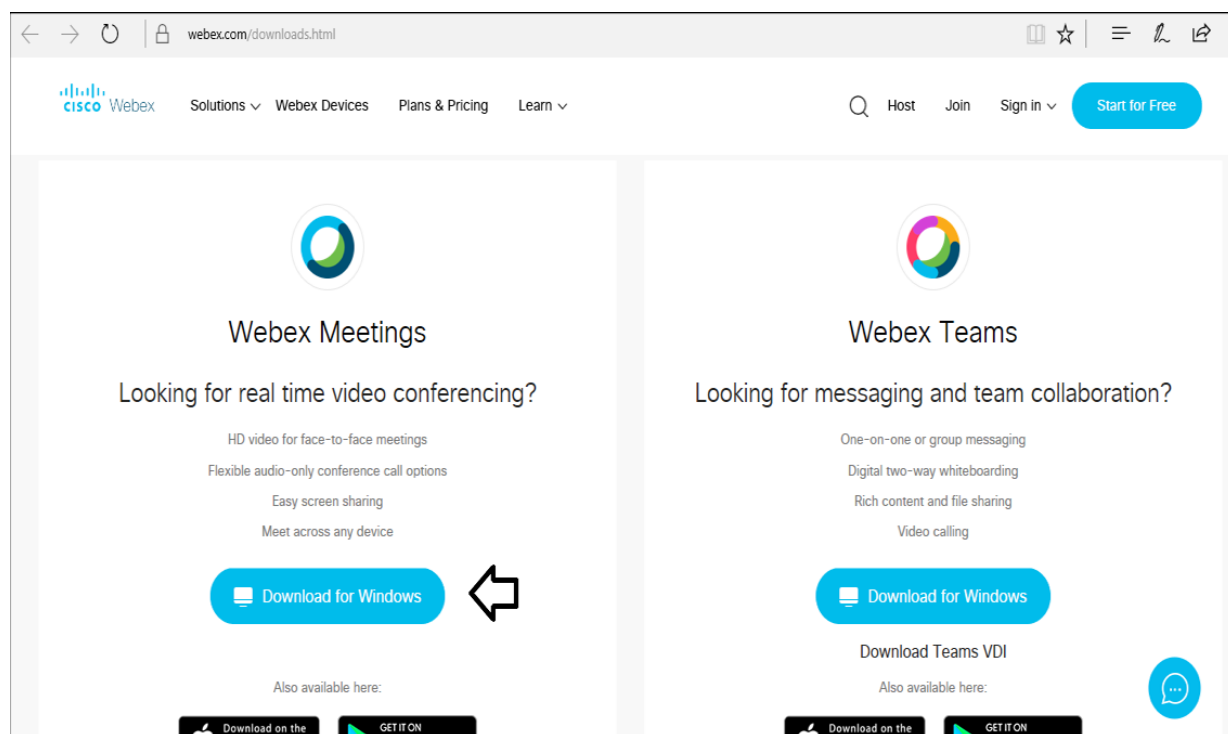 webex.com/downloads.html
CISCO Webex Solutions Webex Devices Plans & Pricing Learn Host Join Sign in Start for Free
Webex Meetings
Looking for real time video conferencing?
HD video for face-to-face meetings
Flexible audio-only conference call options
Easy screen sharing
Meet across any device
Download for Windows
Also available here:
Download on the
GET IT ON
Webex Teams
Looking for messaging and team collaboration?
One-on-one or group messaging
Digital two-way whiteboarding
Rich content and file sharing
Video calling
Download for Windows
Download Teams VDI
Also available here:
Download on the
GET IT ON